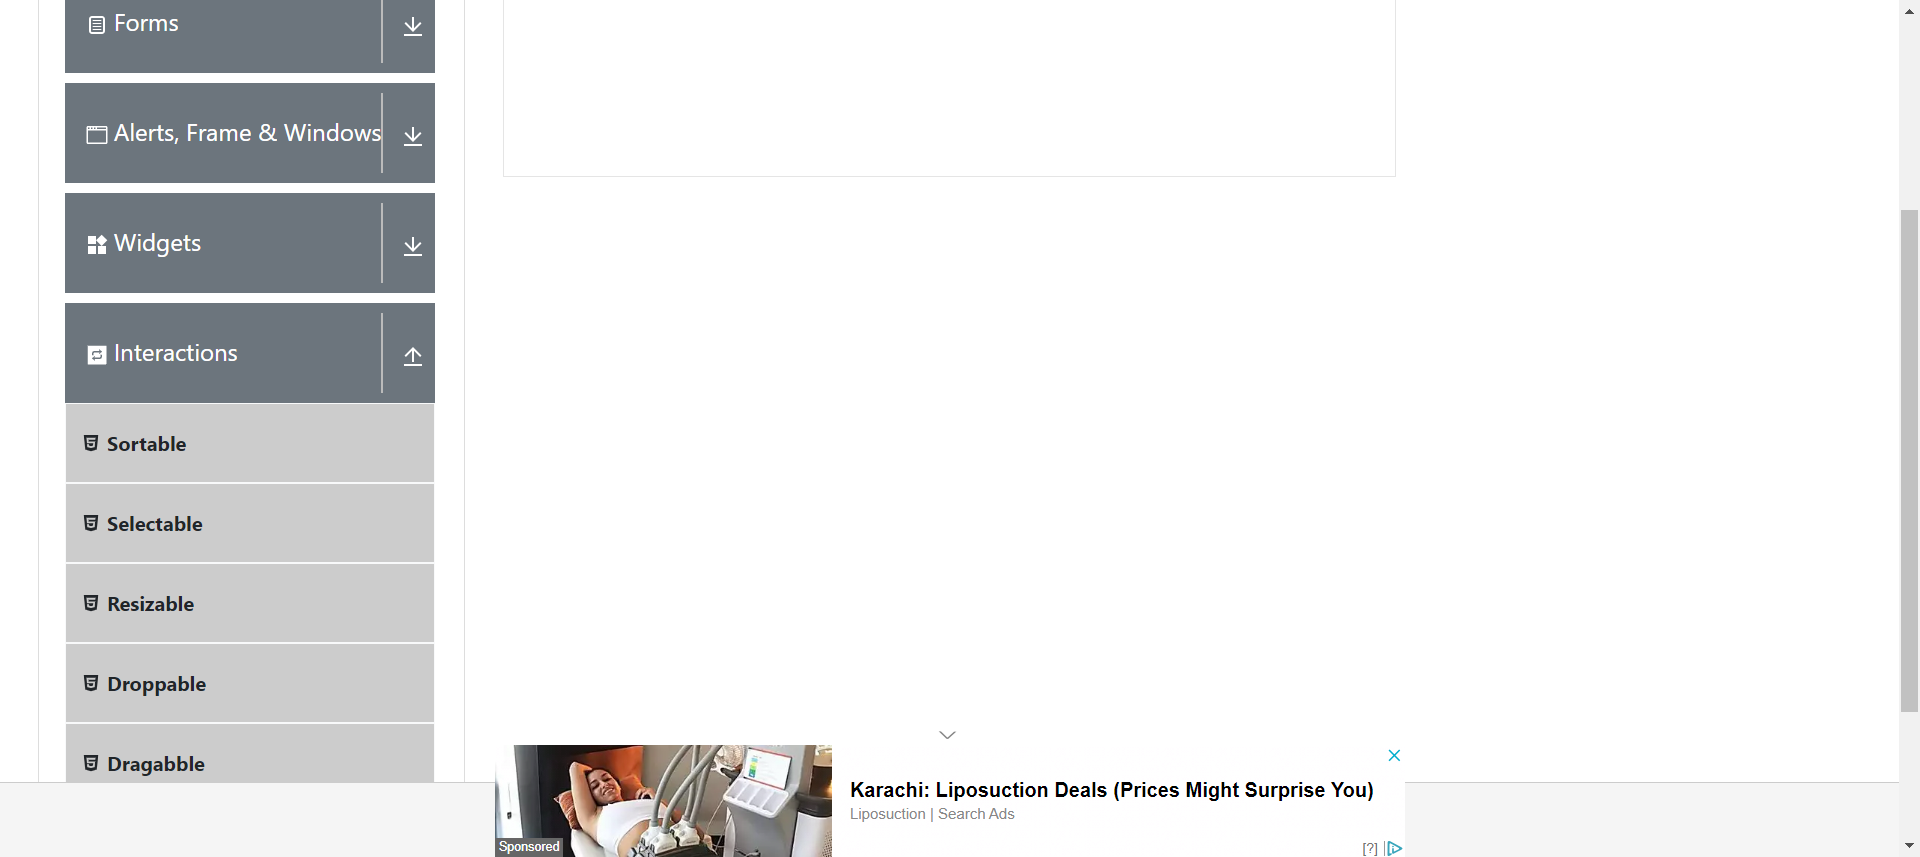 Forms
Alerts, Frame & Windows
Widgets
Interactions
Sortable
Selectable
Resizable
Droppable
Dragabble
Karachi: Liposuction Deals (Prices Might Surprise You)
Liposuction | Search Ads
Sponsored
[?]